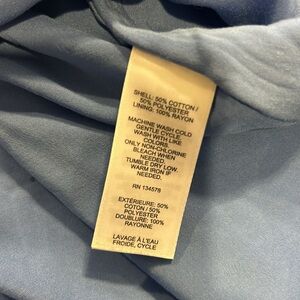 SHELL: 50% COTTON /
50% POLYESTER
LINING: 100% RAYON
MACHINE WASH COLD
GENTLE CYCLE
WASH WITH LIKE
COLORS
ONLY NON-CHLORINE
BLEACH WHEN
NEEDED.
TUMBLE DRY LOW.
WARM IRON IF
NEEDED.
RN 134578
EXTÉRIEURE: 50%
COTON / 50%
POLYESTER
DOUBLURE: 100%
RAYONNE
LAVAGE À L'EAU
FROIDE, CYCLE